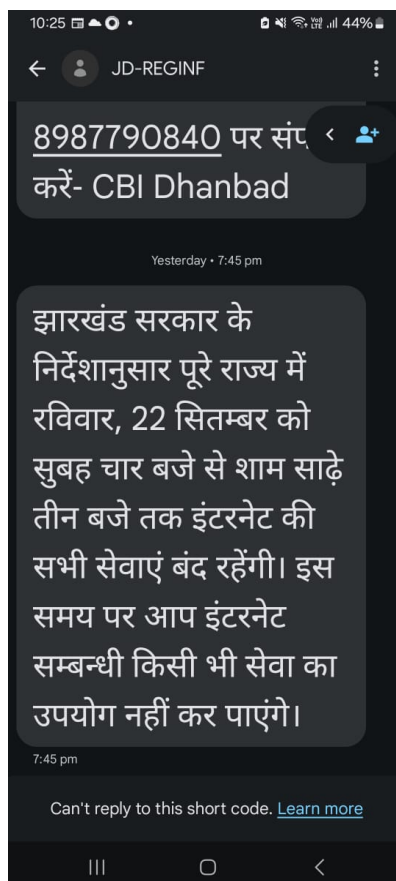 10:25
Vo))
LTE
44%
JD-REGINF
8987790840 पर संप
करें- CBI Dhanbad
Yesterday • 7:45 pm
झारखंड सरकार के
निर्देशानुसार पूरे राज्य में
रविवार, 22 सितम्बर को
सुबह चार बजे से शाम साढ़े
तीन बजे तक इंटरनेट की
सभी सेवाएं बंद रहेंगी। इस
समय पर आप इंटरनेट
सम्बन्धी किसी भी सेवा का
उपयोग नहीं कर पाएंगे।
7:45 pm
Can't reply to this short code. Learn more